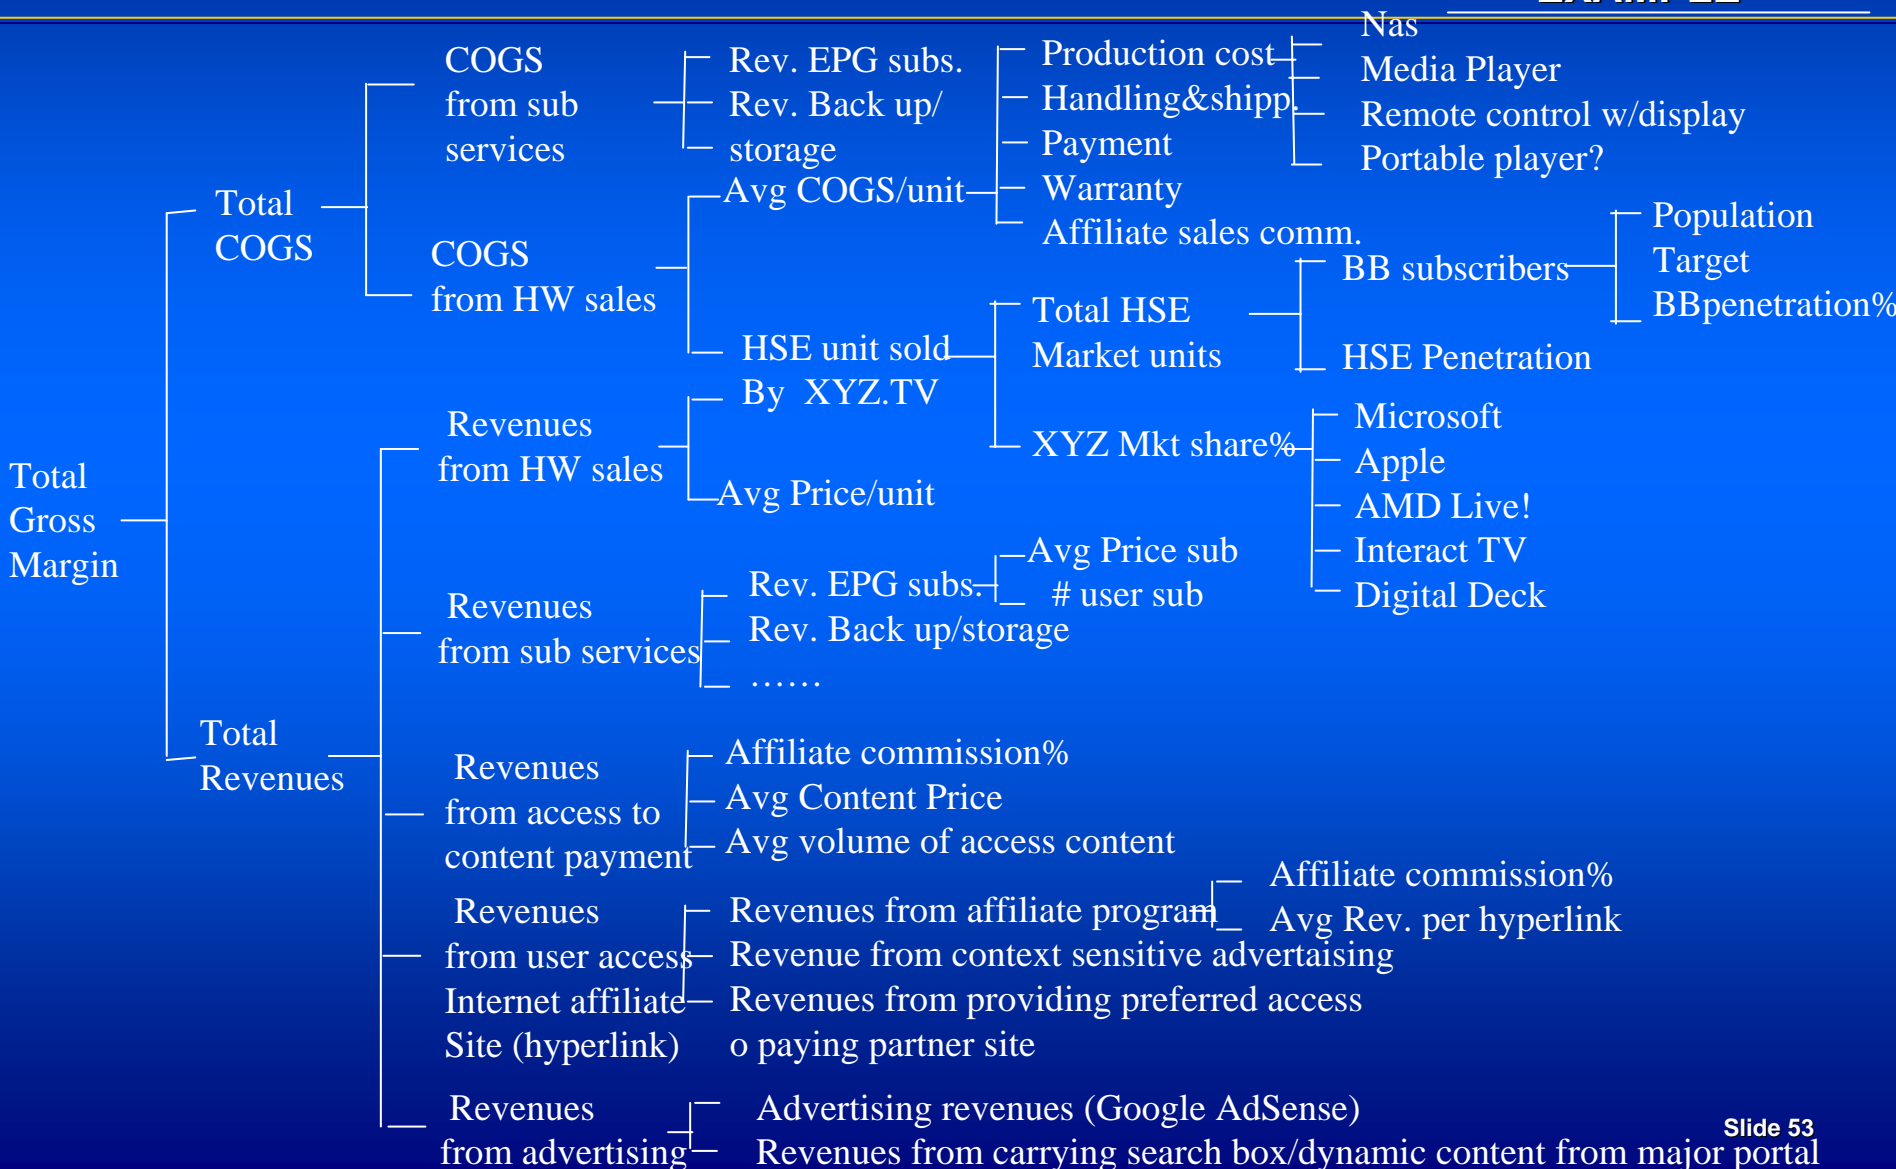 EXAMPLE
Nas
Media Player
Remote control w/display
Portable player?
Production cost
Handling&shipp.
Payment
Warranty
Affiliate sales comm.
COGS
from sub
services
Rev. EPG subs.
Rev. Back up/
storage
Avg COGS/unit
Total
COGS
COGS
from HW sales
HSE unit sold
By XYZ.TV
Total HSE
Market units
BB subscribers
HSE Penetration
Population
Target
BBpenetration%
XYZ Mkt share%
Microsoft
Apple
AMD Live!
Interact TV
Digital Deck
Revenues
from HW sales
Avg Price/unit
Total
Gross
Margin
Revenues
from sub services
Rev. EPG subs.
Rev. Back up/storage
......
Avg Price sub
# user sub
Total
Revenues
Revenues
from access to
content payment
Affiliate commission%
Avg Content Price
Avg volume of access content
Revenues
from user access
Internet affiliate
Site (hyperlink)
Revenues from affiliate program
Revenue from context sensitive advertaising
Revenues from providing preferred access
o paying partner site
Affiliate commission%
Avg Rev. per hyperlink
Revenues
from advertising
Advertising revenues (Google AdSense)
Revenues from carrying search box/dynamic content from major portal
Slide 53